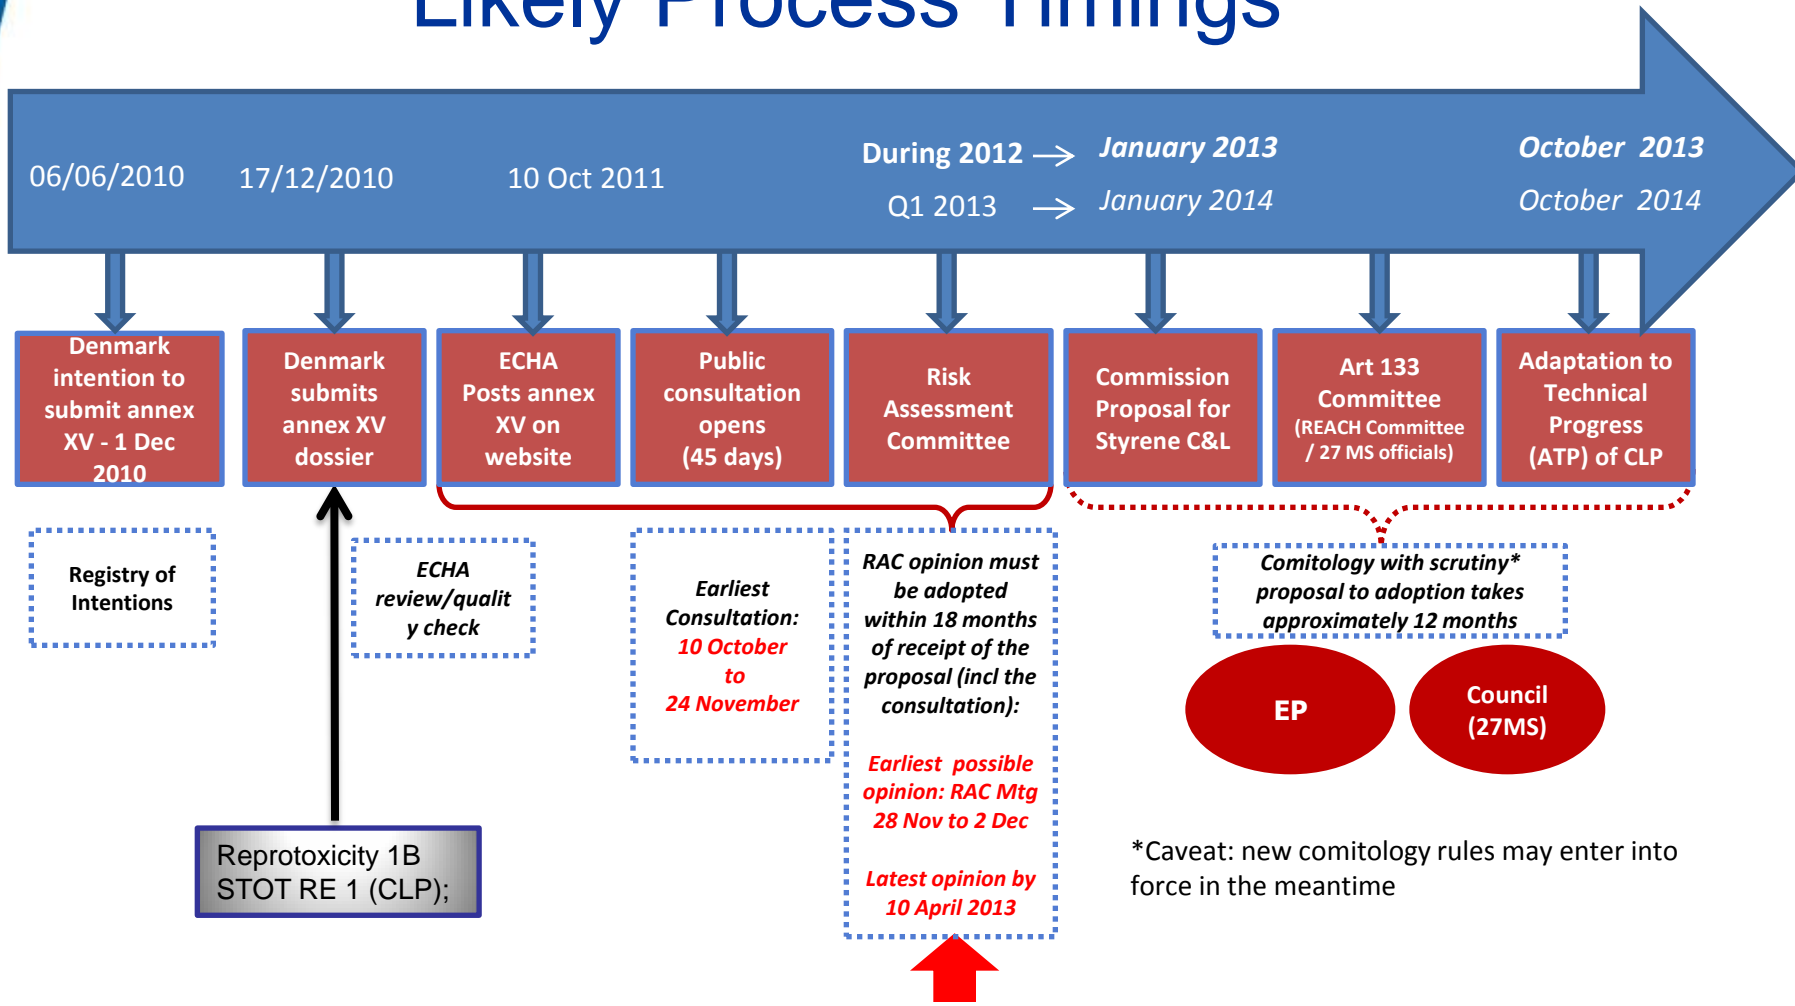 Likely Process Timings
06/06/2010
17/12/2010
10 Oct 2011
During 2012 → January 2013
Q1 2013 → January 2014
October 2013
October 2014
Denmark
intention to
submit annex
XV - 1 Dec
2010
Denmark
submits
annex XV
dossier
ECHA
Posts annex
XV on
website
Public
consultation
opens
(45 days)
Risk
Assessment
Committee
Commission
Proposal for
Styrene C&L
Art 133
Committee
(REACH Committee
/ 27 MS officials)
Adaptation to
Technical
Progress
(ATP) of CLP
Registry of
Intentions
ECHA
review/qualit
y check
Earliest
Consultation:
10 October
to
24 November
RAC opinion must
be adopted
within 18 months
of receipt of the
proposal (incl the
consultation):
Earliest possible
opinion: RAC Mtg
28 Nov to 2 Dec
Latest opinion by
10 April 2013
Comitology with scrutiny*
proposal to adoption takes
approximately 12 months
EP
Council
(27MS)
Reprotoxicity 1B
STOT RE 1 (CLP);
*Caveat: new comitology rules may enter into
force in the meantime